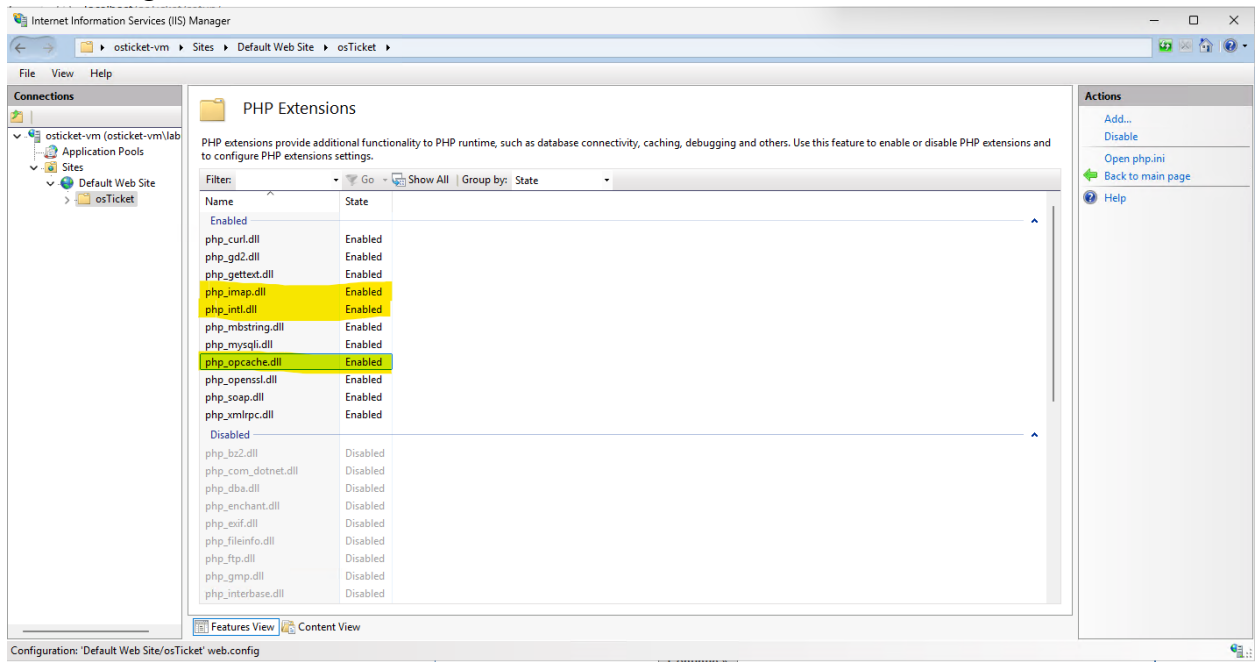 Internet Information Services (IIS) Manager
osticket-vm Sites Default Web Site osTicket
File View Help
Connections
osticket-vm (osticket-vm\lab
Application Pools
Sites
Default Web Site
osTicket
PHP Extensions
PHP extensions provide additional functionality to PHP runtime, such as database connectivity, caching, debugging and others. Use this feature to enable or disable PHP extensions and
to configure PHP extensions settings.
Filter: Go Show All Group by: State
Name State
Enabled
php_curl.dll Enabled
php_gd2.dll Enabled
php_gettext.dll Enabled
php_imap.dll Enabled
php_intl.dll Enabled
php_mbstring.dll Enabled
php_mysqli.dll Enabled
php_opcache.dll Enabled
php_openssl.dll Enabled
php_soap.dll Enabled
php_xmlrpc.dll Enabled
Disabled
php_bz2.dll Disabled
php_com_dotnet.dll Disabled
php_dba.dll Disabled
php_enchant.dll Disabled
php_exif.dll Disabled
php_fileinfo.dll Disabled
php_ftp.dll Disabled
php_gmp.dll Disabled
php_interbase.dll Disabled
Features View Content View
Actions
Add...
Disable
Open php.ini
Back to main page
Help
Configuration: 'Default Web Site/osTicket' web.config